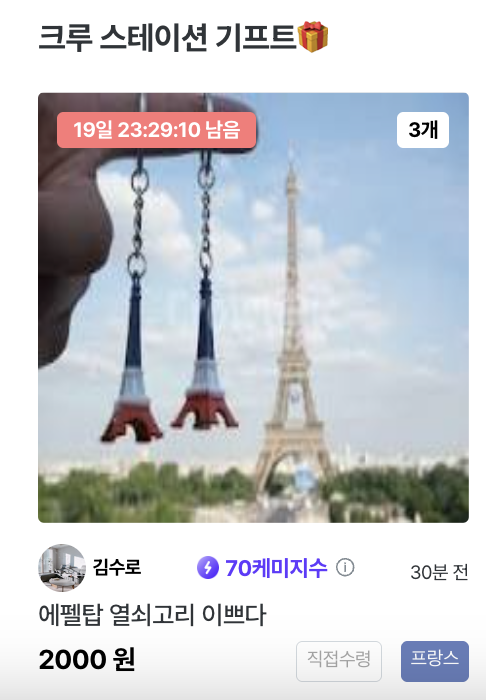 크루 스테이션 기프트🎁
19일 23:29:10 남음
3개
김수로
70케미지수
30분 전
에펠탑 열쇠고리 이쁘다
2000 원
직접수령
프랑스